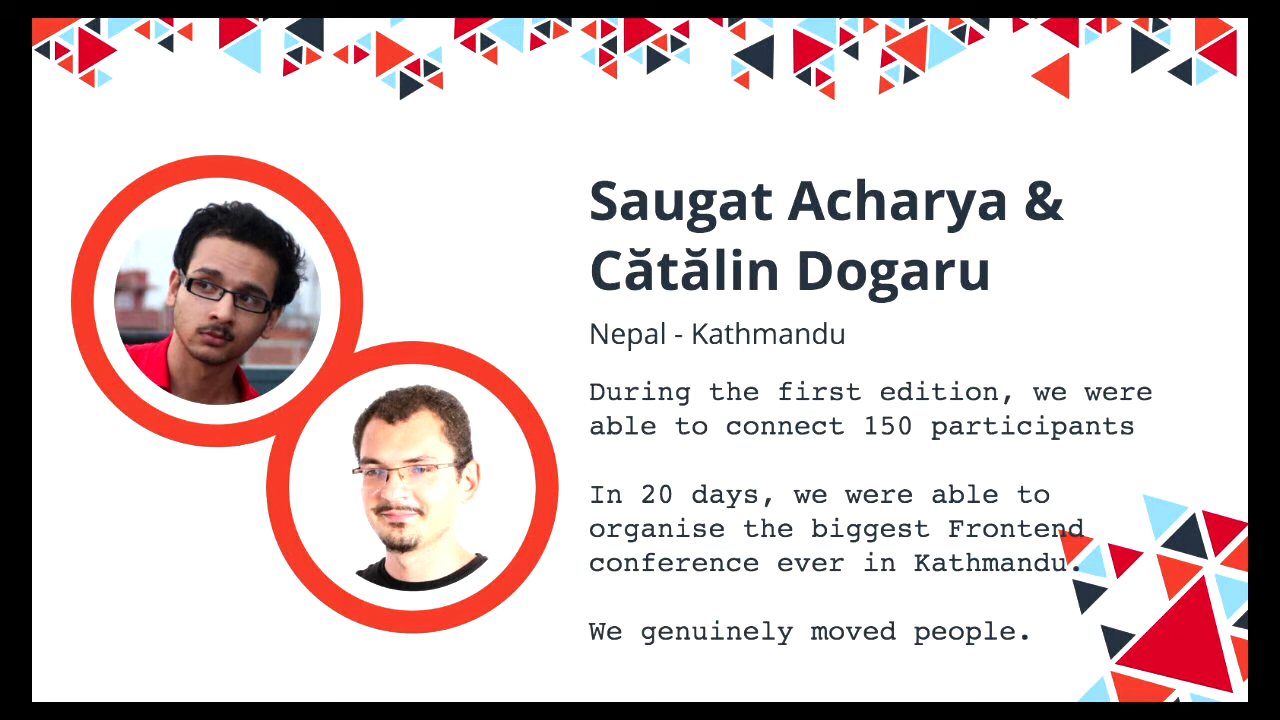 Saugat Acharya &
Cătălin Dogaru
Nepal - Kathmandu
During the first edition, we were
able to connect 150 participants
In 20 days, we were able to
organise the biggest Frontend
conference ever in Kathmandu.
We genuinely moved people.